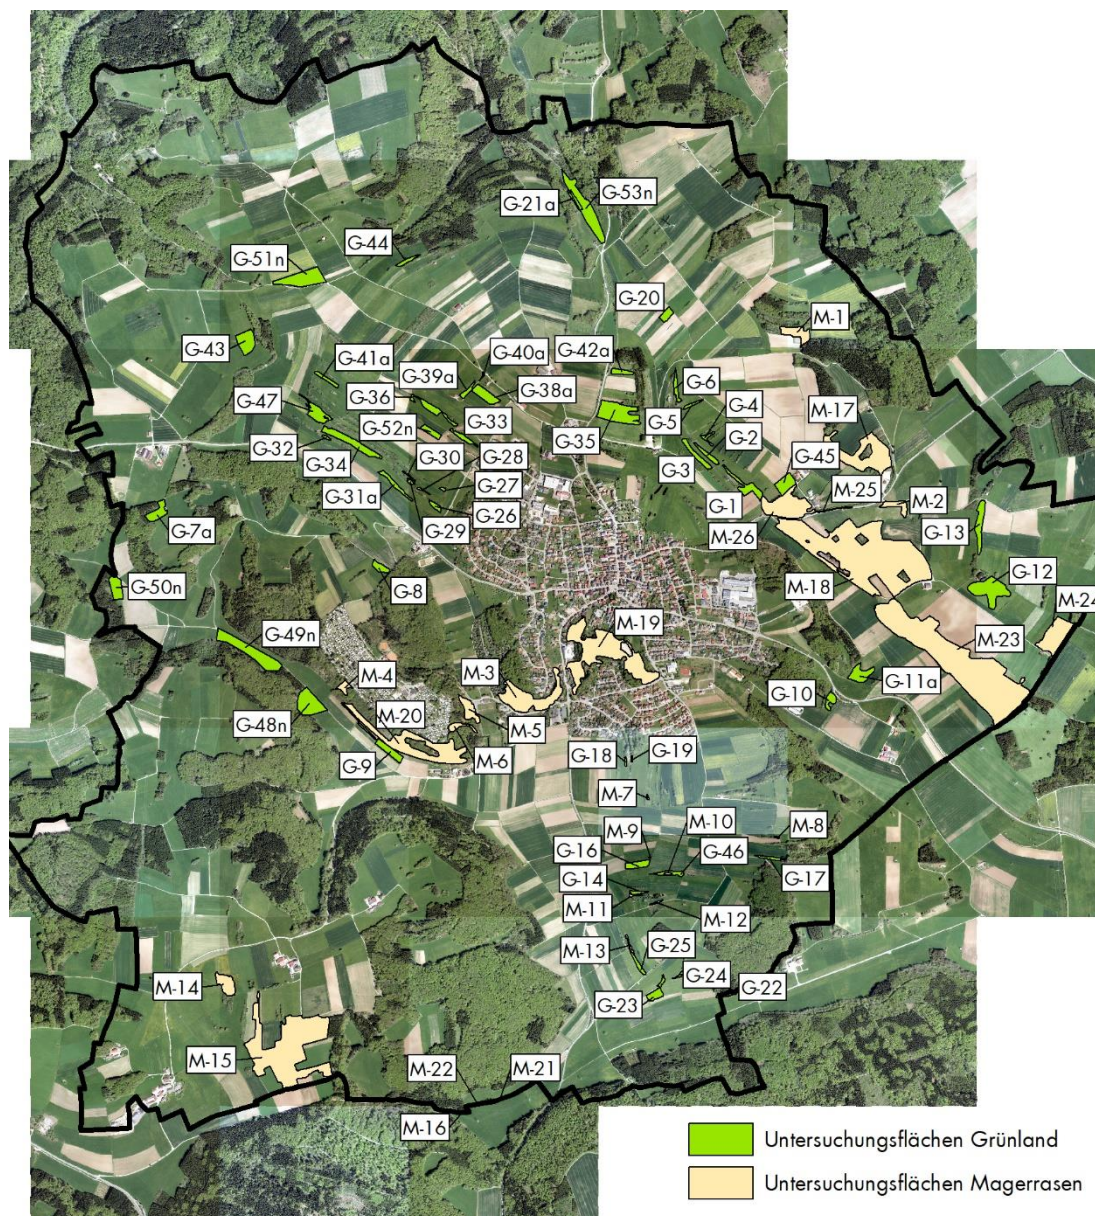 G-53n
G-21a
G-44
G-51n
G-20
M-1
G-43
G-40a
G-42a
G-41a
G-39a
G-38a
G-6
G-36
G-4
G-47
G-33
M-17
G-52n
G-5
G-2
G-32
G-30
G-28
G-35
G-45
G-34
G-3
G-27
M-25
G-31a
G-1
M-2
G-26
G-7a
G-29
M-26
G-13
G-12
G-50n
G-8
M-18
M-24
G-49n
M-19
M-23
M-4
M-3
G-11a
G-10
G-48n
M-20
M-5
G-9
M-6
G-18
G-19
M-7
M-10
M-8
M-9
G-16
G-46
G-14
G-17
M-11
M-12
M-13
G-25
G-24
M-14
G-22
G-23
M-15
M-22
M-21
M-16
Untersuchungsflächen Grünland
Untersuchungsflächen Magerrasen